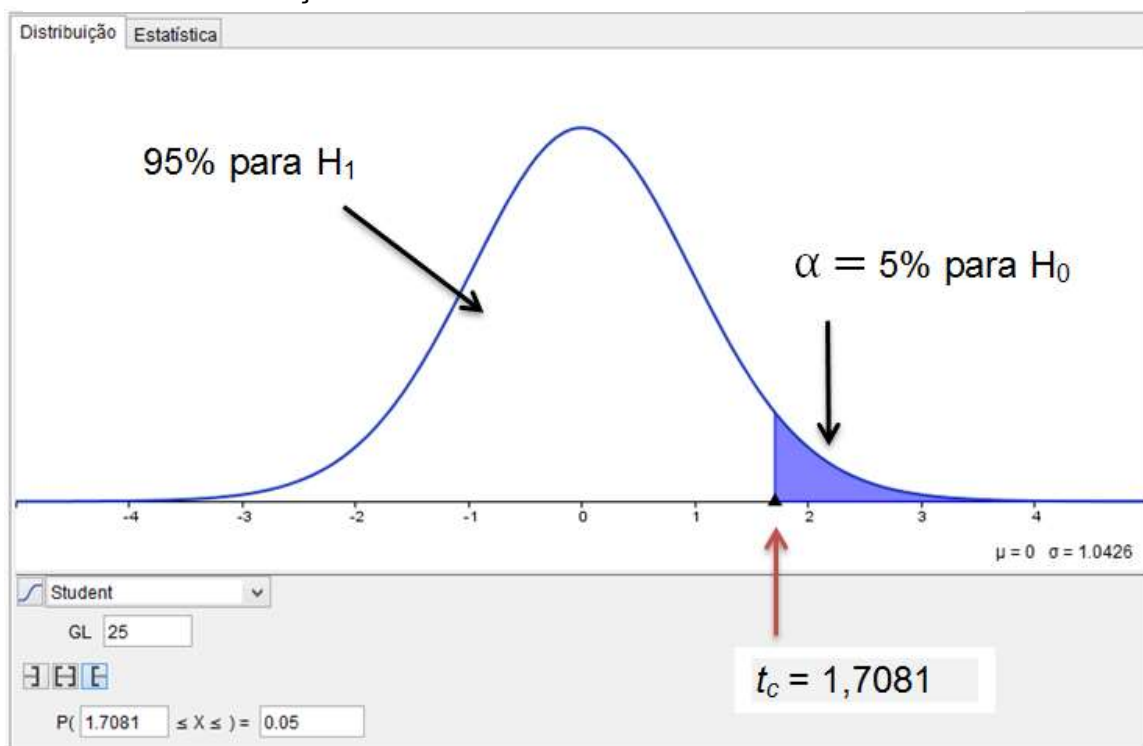 Distribuição Estatística
95% para H₁
α = 5% para H₀
-4 -3 -2 -1 0 1 2 3 4
μ = 0 σ = 1.0426
Student
GL 25
P( 1.7081 ≤ X ≤ ) = 0.05
t꜀ = 1,7081